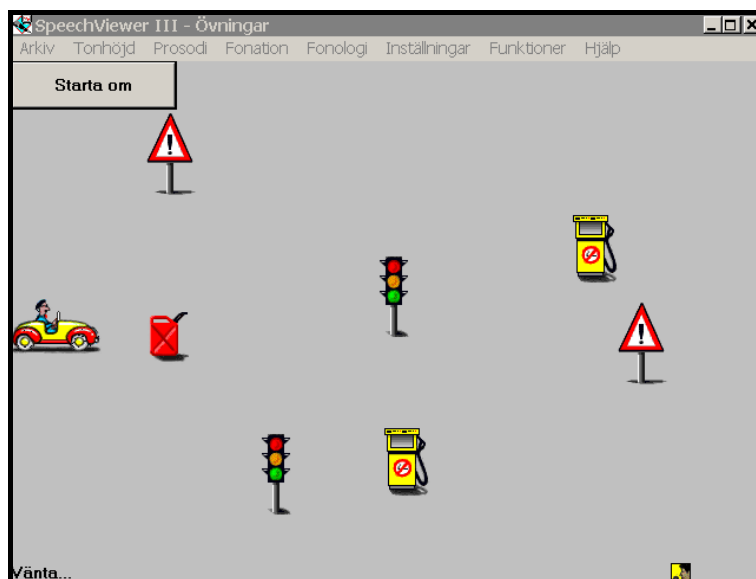 SpeechViewer III - Övningar
Arkiv Tonhöjd Prosodi Fonation Fonologi Inställningar Funktioner Hjälp
Starta om
!
!
Vänta...